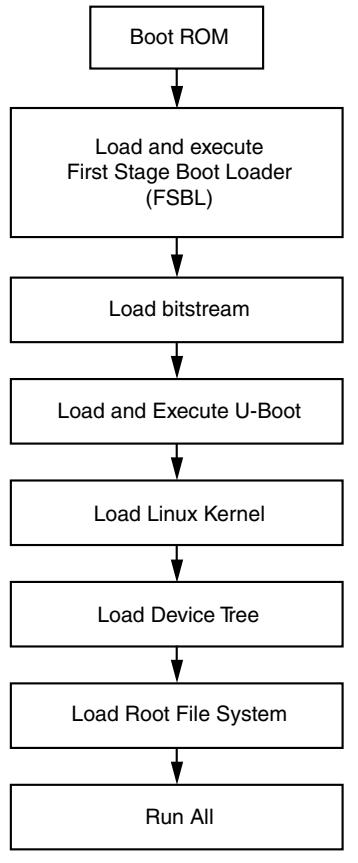 Boot ROM
Load and execute
First Stage Boot Loader
(FSBL)
Load bitstream
Load and Execute U-Boot
Load Linux Kernel
Load Device Tree
Load Root File System
Run All